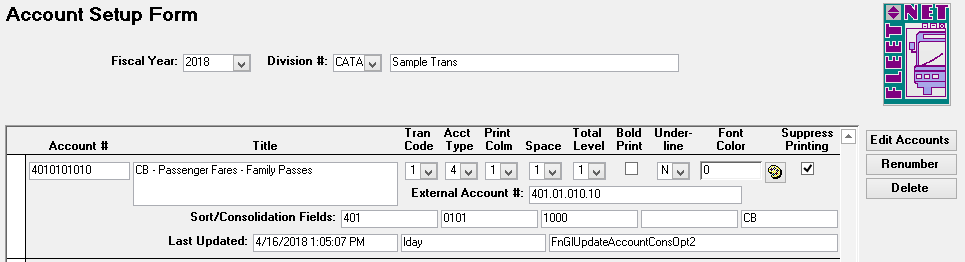 Account Setup Form
FLEET NET
Fiscal Year: 2018 Division #: CATA Sample Trans
Account # Title Tran Code Acct Type Print Colm Space Total Level Bold Print Under-line Font Color Suppress Printing
Edit Accounts
4010101010 CB - Passenger Fares - Family Passes 1 4 1 1 1 N 0
Renumber
External Account #: 401.01.010.10
Delete
Sort/Consolidation Fields: 401 0101 1000 CB
Last Updated: 4/16/2018 1:05:07 PM lday FnGlUpdateAccountConsOpt2